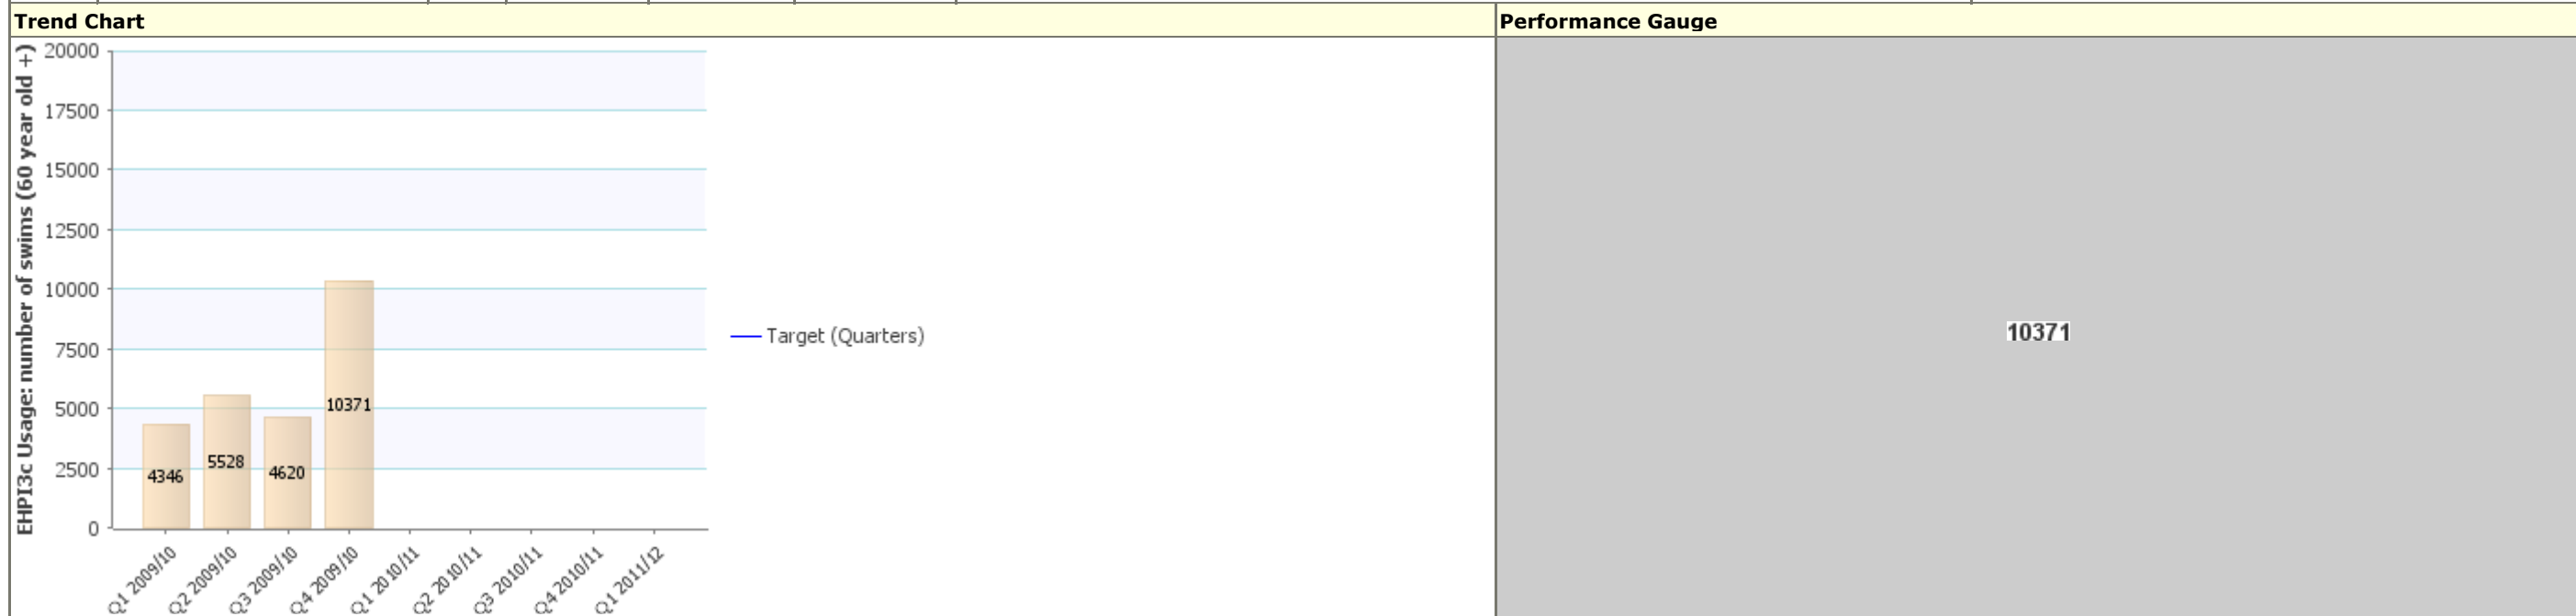 Trend Chart
Performance Gauge
EHPI3c Usage: number of swims (60 year old +)
20000
17500
15000
12500
10000
7500
5000
2500
0
4346
5528
4620
10371
Q1 2009/10
Q2 2009/10
Q3 2009/10
Q4 2009/10
Q1 2010/11
Q2 2010/11
Q3 2010/11
Q4 2010/11
Q1 2011/12
Target (Quarters)
10371